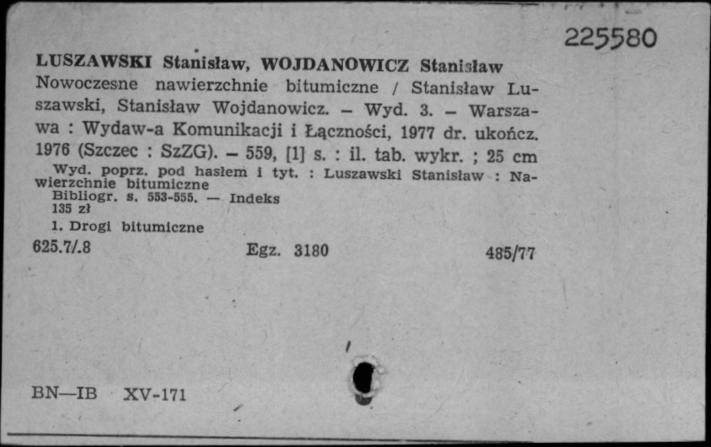 225580
LUSZAWSKI Stanisław, WOJDANOWICZ Stanisław
Nowoczesne nawierzchnie bitumiczne / Stanisław Lu-
szawski, Stanisław Wojdanowicz. — Wyd. 3. — Warsza-
wa : Wydaw-a Komunikacji i Łączności, 1977 dr. ukończ.
1976 (Szczec : SzZG). — 559, [1] s. : il. tab. wykr. ; 25 cm
Wyd. poprz. pod hasłem i tyt. : Luszawski Stanisław : Na-
wierzchnie bitumiczne
Bibliogr. s. 553-555. — Indeks
135 zł
1. Drogi bitumiczne
625.7/.8 Egz. 3180 485/77
BN—IB XV-171